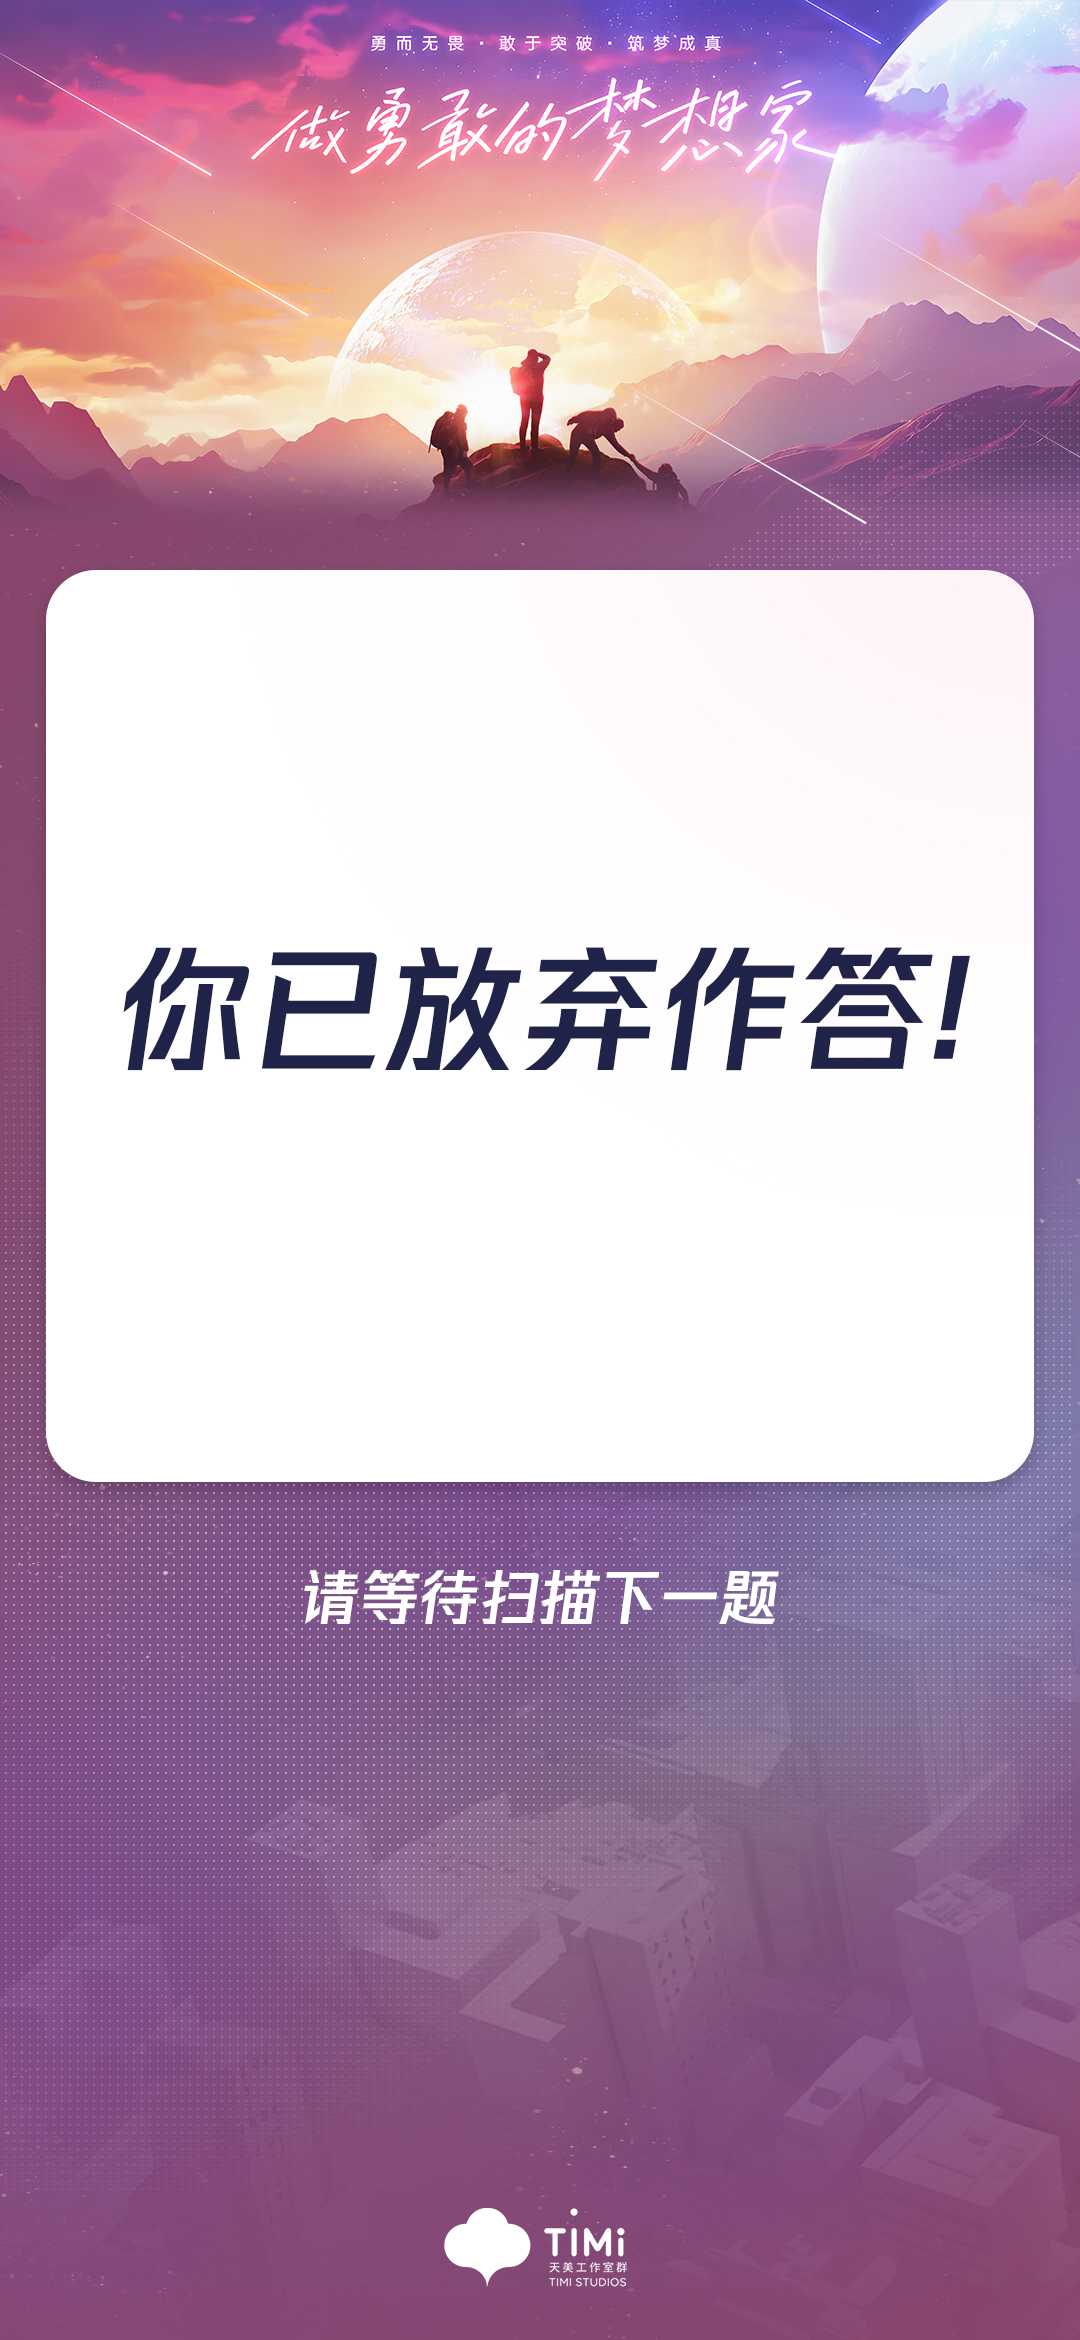 勇而无畏·敢于突破·筑梦成真
做勇敢的梦想家
你已放弃作答!
请等待扫描下一题
TiMi
天美工作室群
TIMI STUDIOS